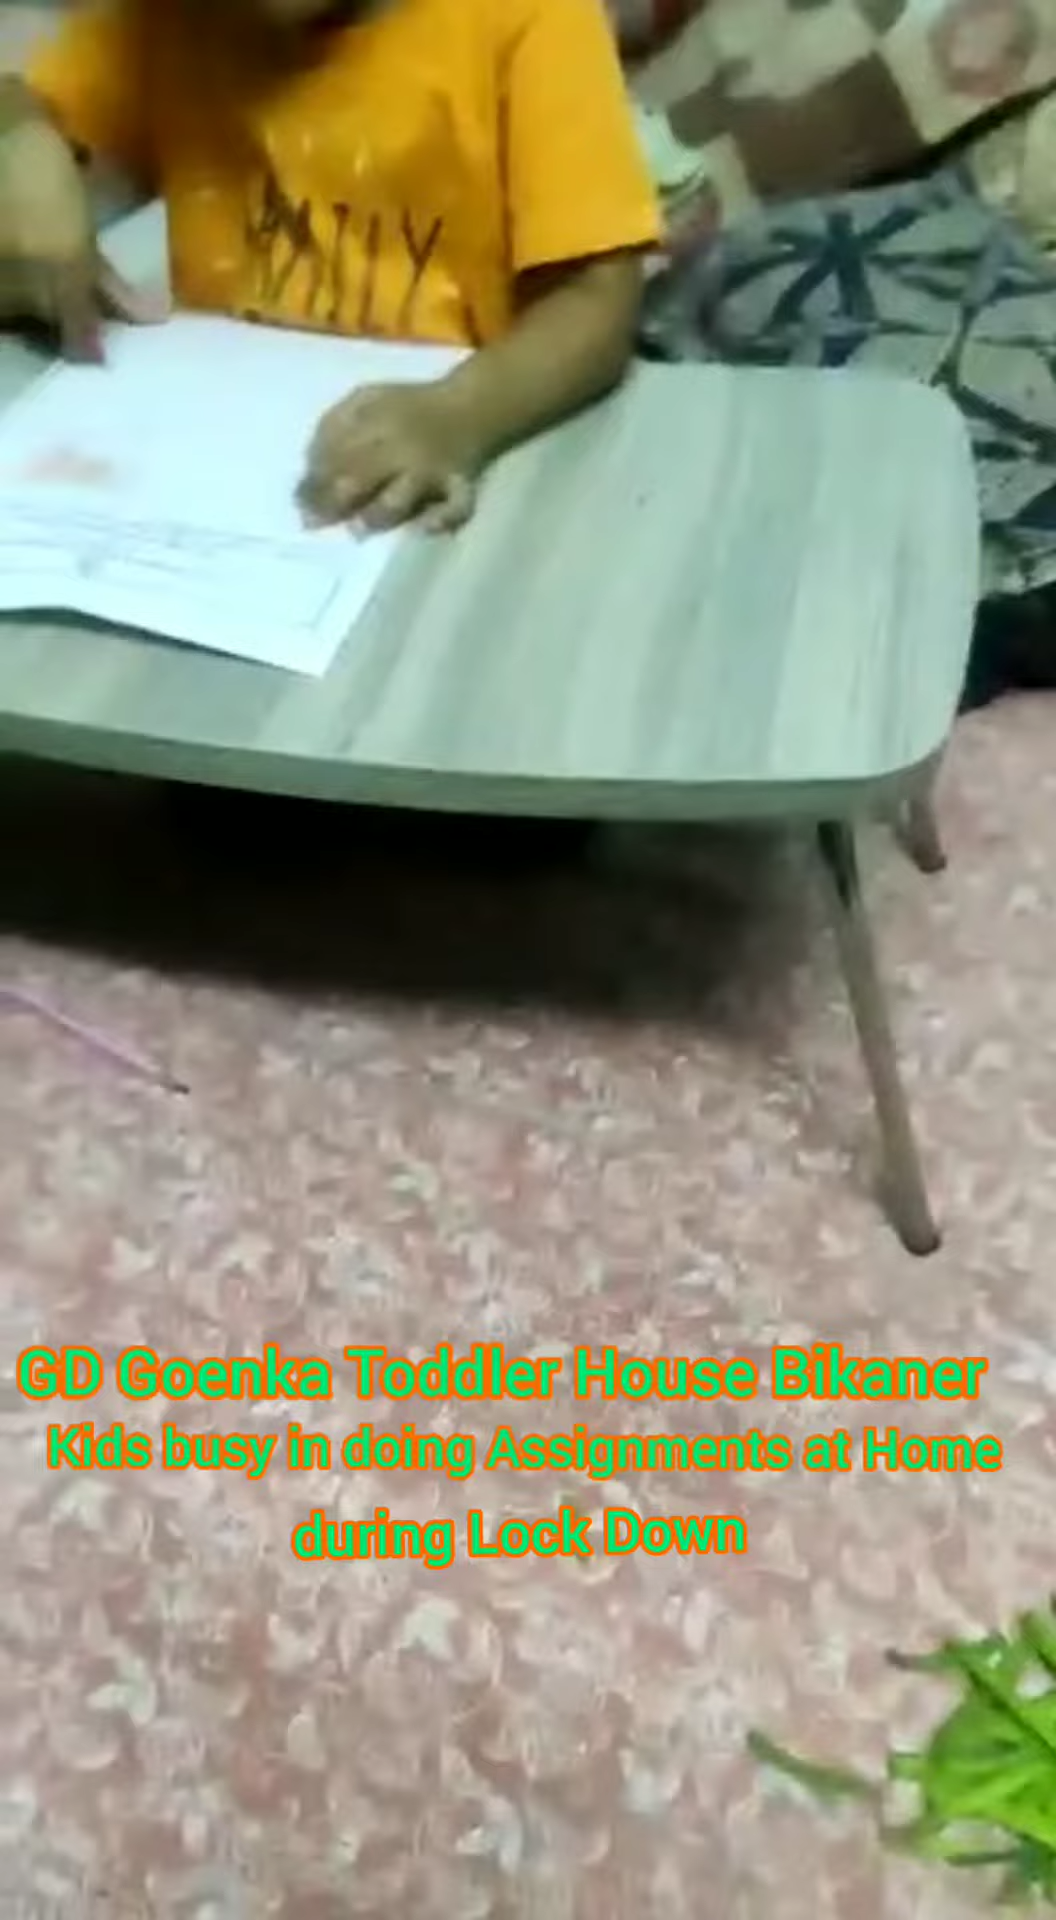 GD Goenka Toddler House Bikaner
Kids busy in doing Assignments at Home
during Lock Down